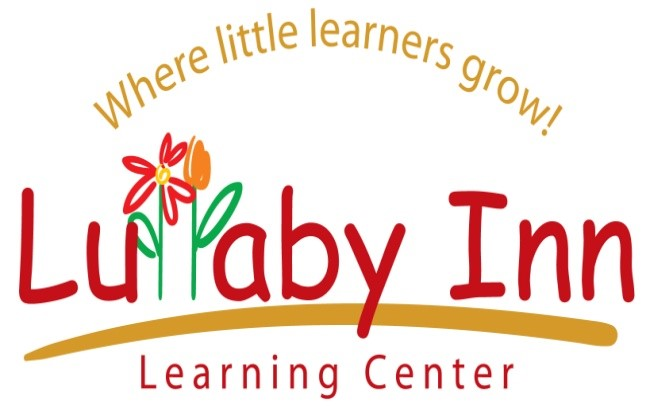 Where little learners grow!
Lullaby Inn
Learning Center